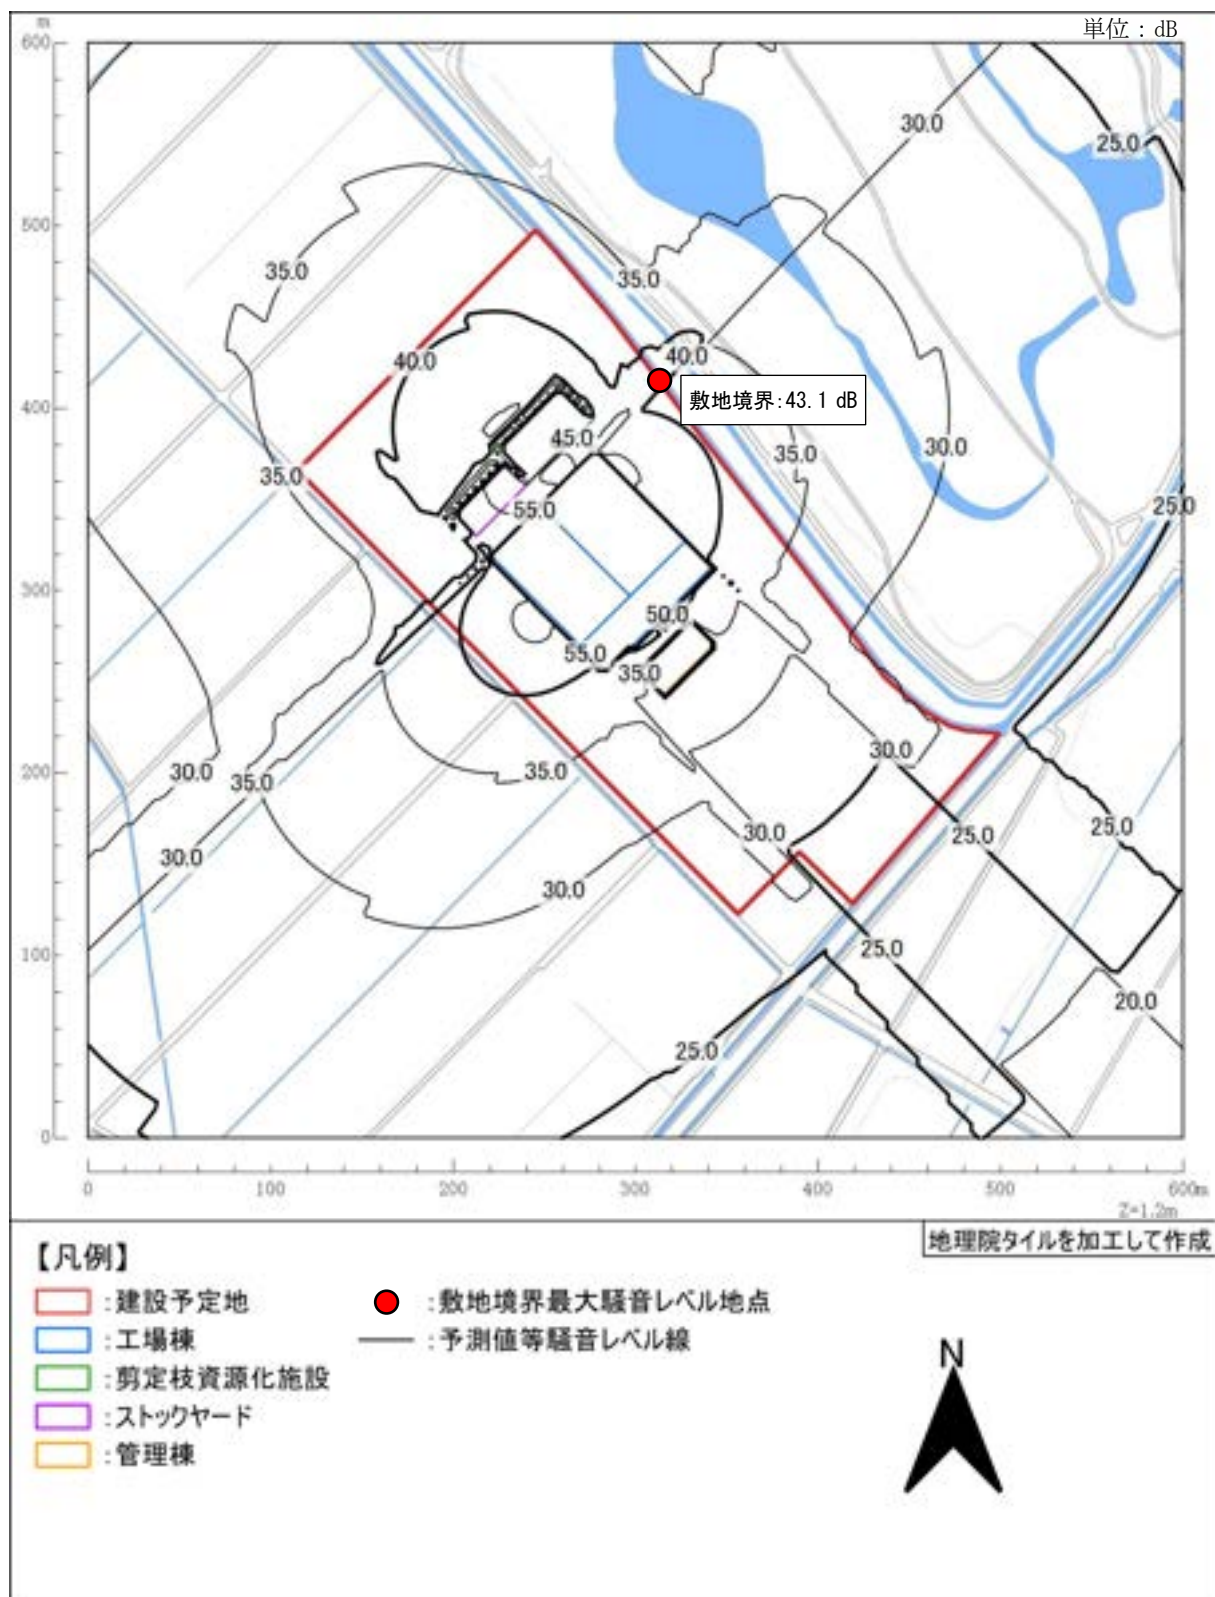 単位：dB
m
600
30.0
25.0
500
35.0
35.0
40.0
40.0
敷地境界:43.1 dB
400
45.0
30.0
35.0
35.0
25.0
55.0
300
50.0
55.0
35.0
200
30.0
35.0
35.0
30.0
30.0
25.0
25.0
30.0
30.0
100
25.0
20.0
25.0
0
0
100
200
300
400
500
600m
Z=1.2m
地理院タイルを加工して作成
【凡例】
：建設予定地
：敷地境界最大騒音レベル地点
：工場棟
：予測値等騒音レベル線
：剪定枝資源化施設
：ストックヤード
：管理棟
N